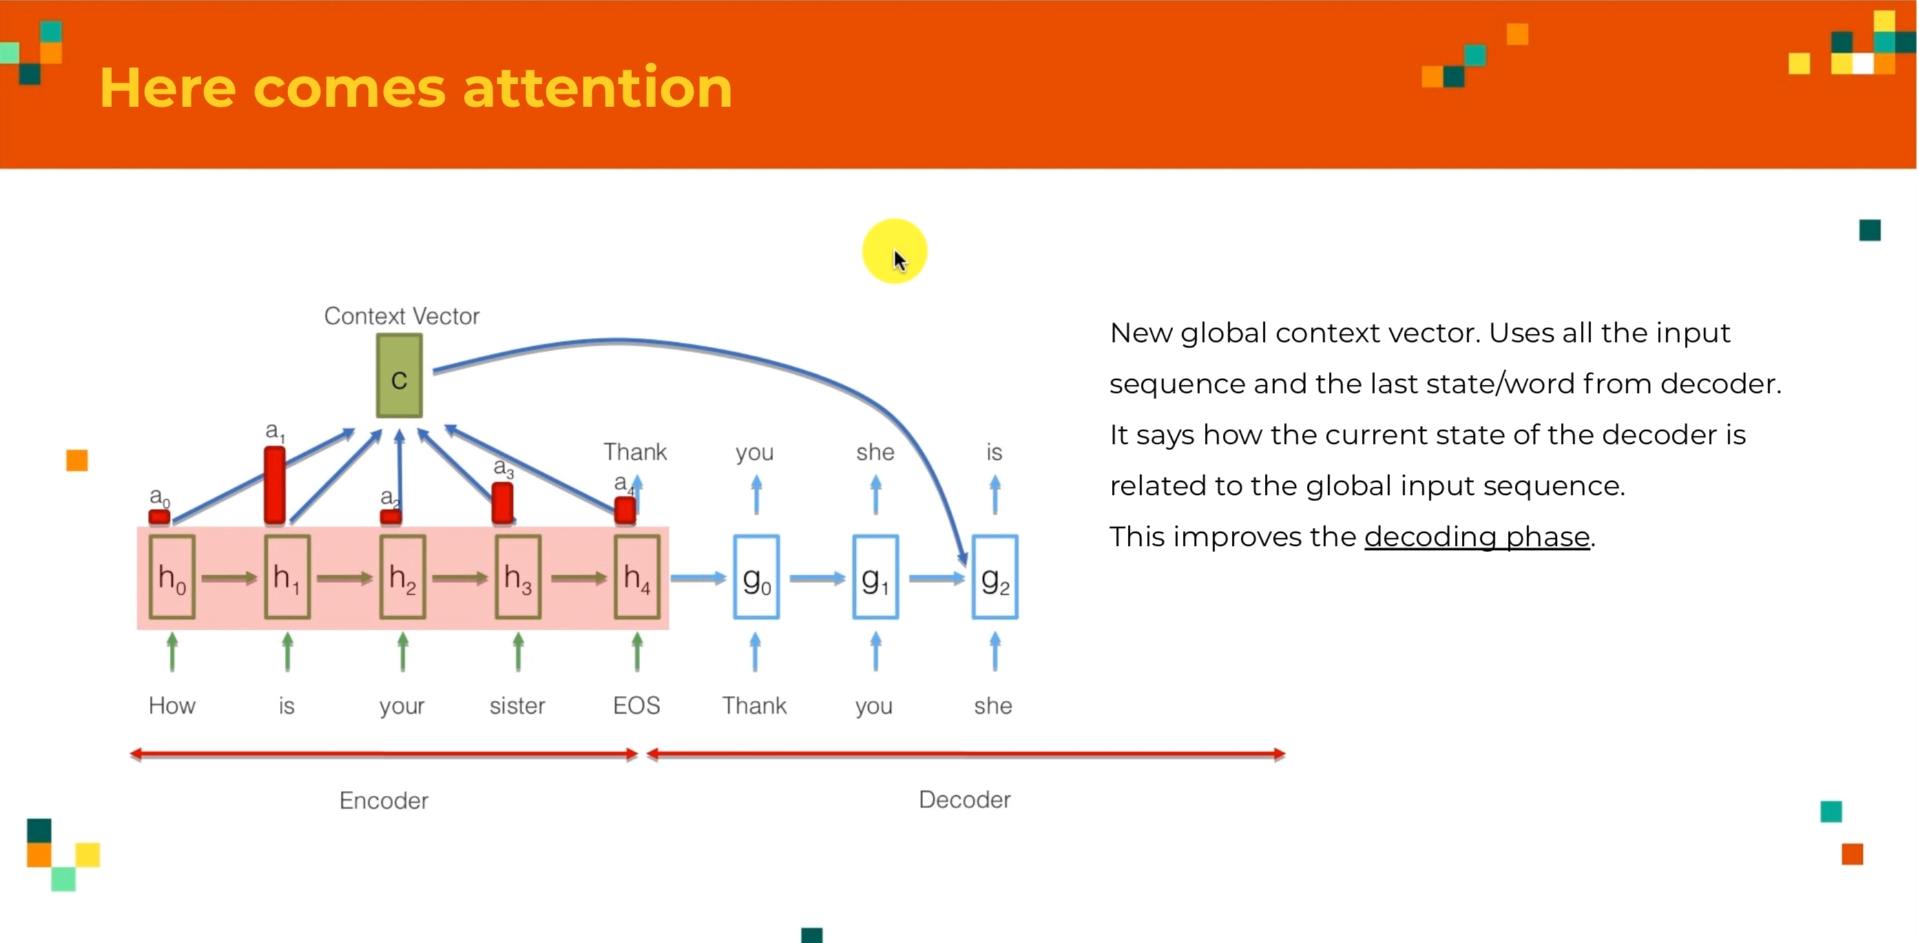 Here comes attention
Context Vector
c
a₁
Thank
you
she
is
a₀
a₂
a₃
a₄
h₀
h₁
h₂
h₃
h₄
g₀
g₁
g₂
How
is
your
sister
EOS
Thank
you
she
Encoder
Decoder
New global context vector. Uses all the input
sequence and the last state/word from decoder.
It says how the current state of the decoder is
related to the global input sequence.
This improves the decoding phase.